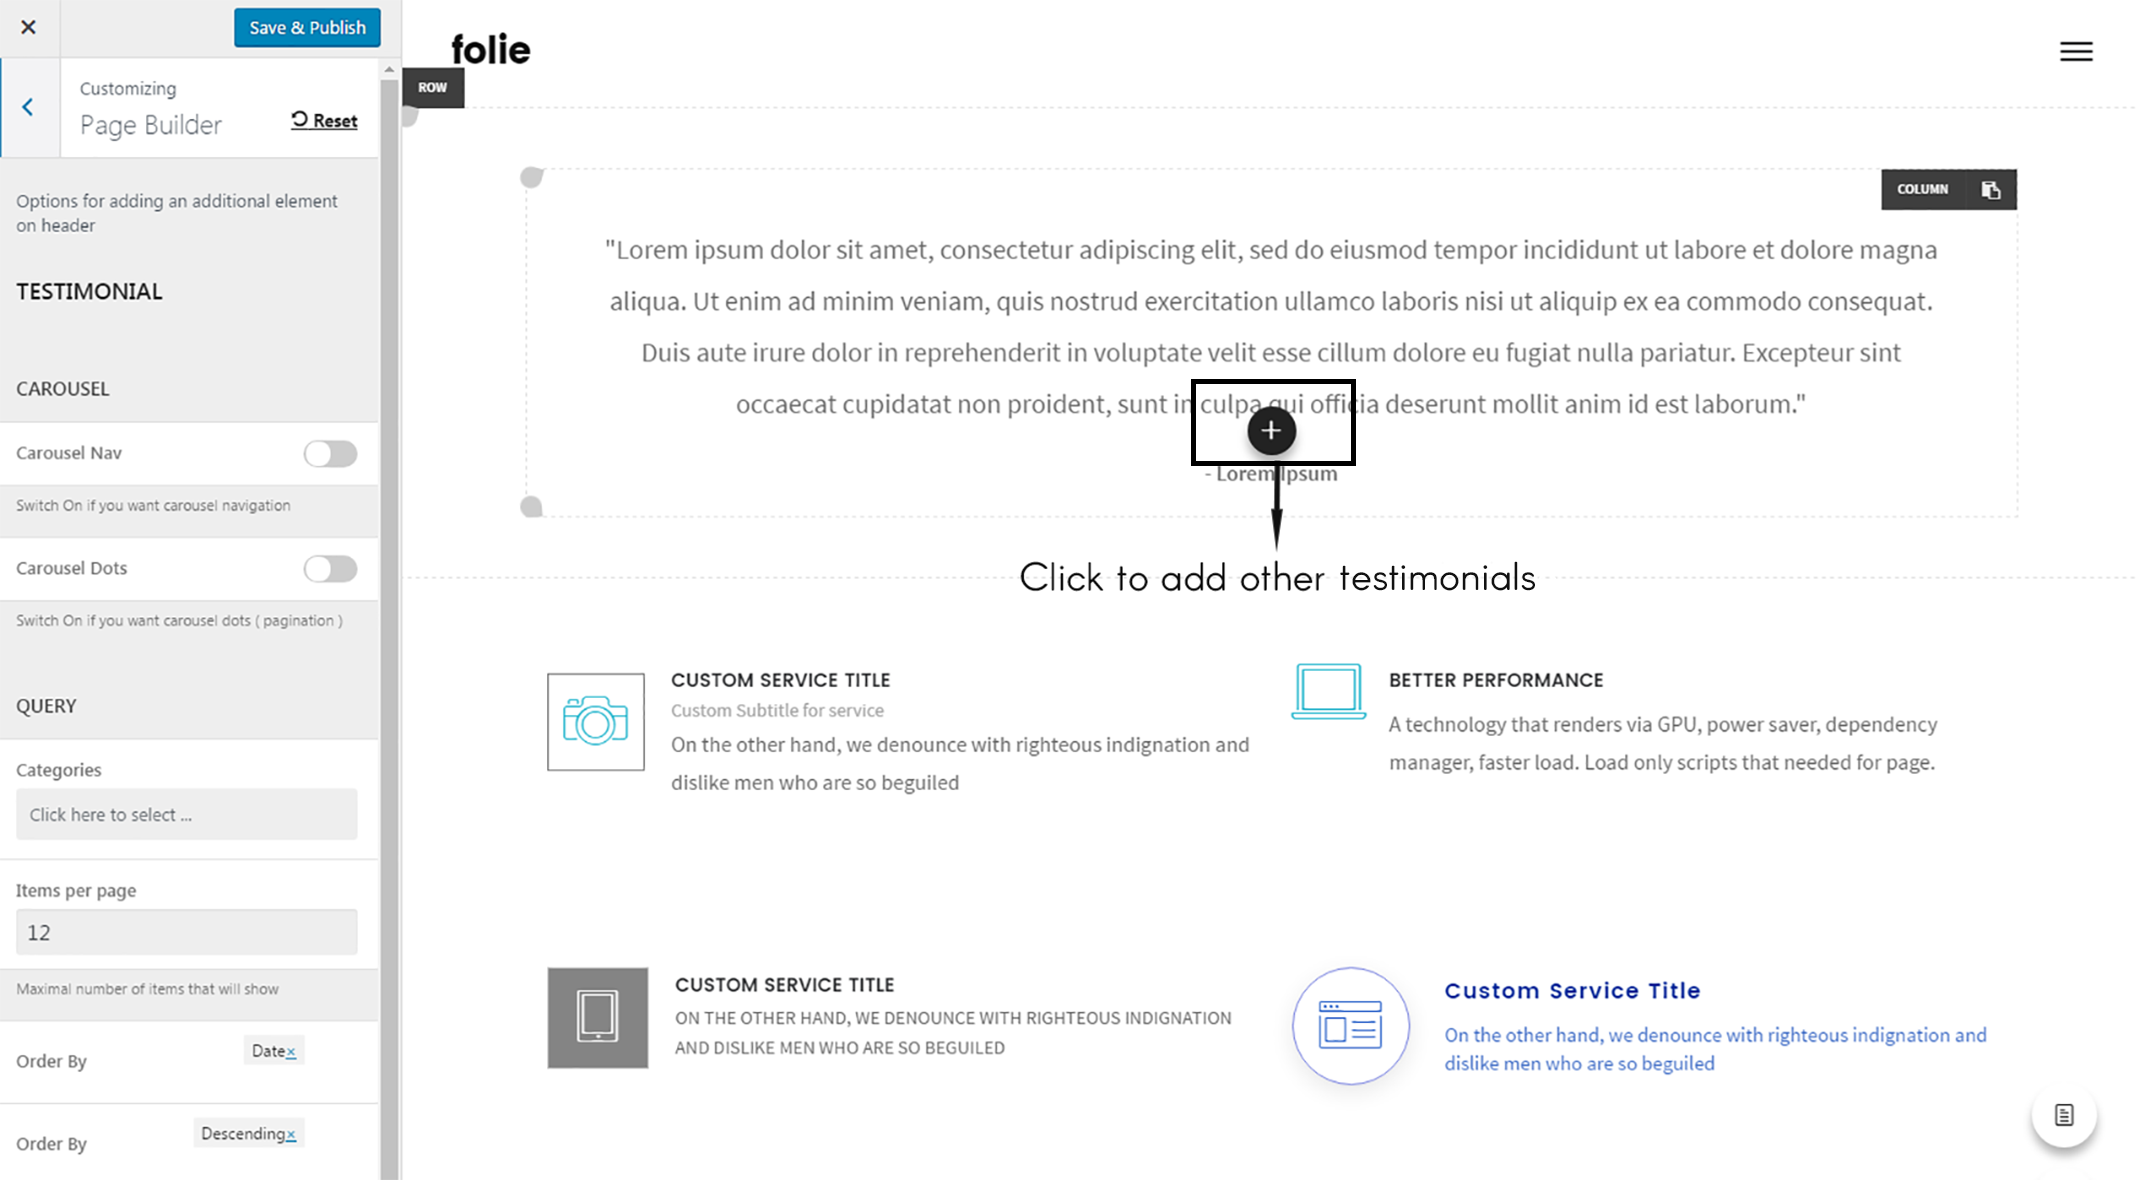 Save & Publish
Customizing
Page Builder
Reset
Options for adding an additional element
on header
TESTIMONIAL
CAROUSEL
Carousel Nav
Switch On if you want carousel navigation
Carousel Dots
Switch On if you want carousel dots ( pagination )
QUERY
Categories
Click here to select ...
Items per page
12
Maximal number of items that will show
Order By
Date×
Order By
Descending×
folie
ROW
COLUMN
"Lorem ipsum dolor sit amet, consectetur adipiscing elit, sed do eiusmod tempor incididunt ut labore et dolore magna
aliqua. Ut enim ad minim veniam, quis nostrud exercitation ullamco laboris nisi ut aliquip ex ea commodo consequat.
Duis aute irure dolor in reprehenderit in voluptate velit esse cillum dolore eu fugiat nulla pariatur. Excepteur sint
occaecat cupidatat non proident, sunt in culpa qui officia deserunt mollit anim id est laborum."
- Lorem Ipsum
Click to add other testimonials
CUSTOM SERVICE TITLE
Custom Subtitle for service
On the other hand, we denounce with righteous indignation and
dislike men who are so beguiled
BETTER PERFORMANCE
A technology that renders via GPU, power saver, dependency
manager, faster load. Load only scripts that needed for page.
CUSTOM SERVICE TITLE
ON THE OTHER HAND, WE DENOUNCE WITH RIGHTEOUS INDIGNATION
AND DISLIKE MEN WHO ARE SO BEGUILED
Custom Service Title
On the other hand, we denounce with righteous indignation and
dislike men who are so beguiled